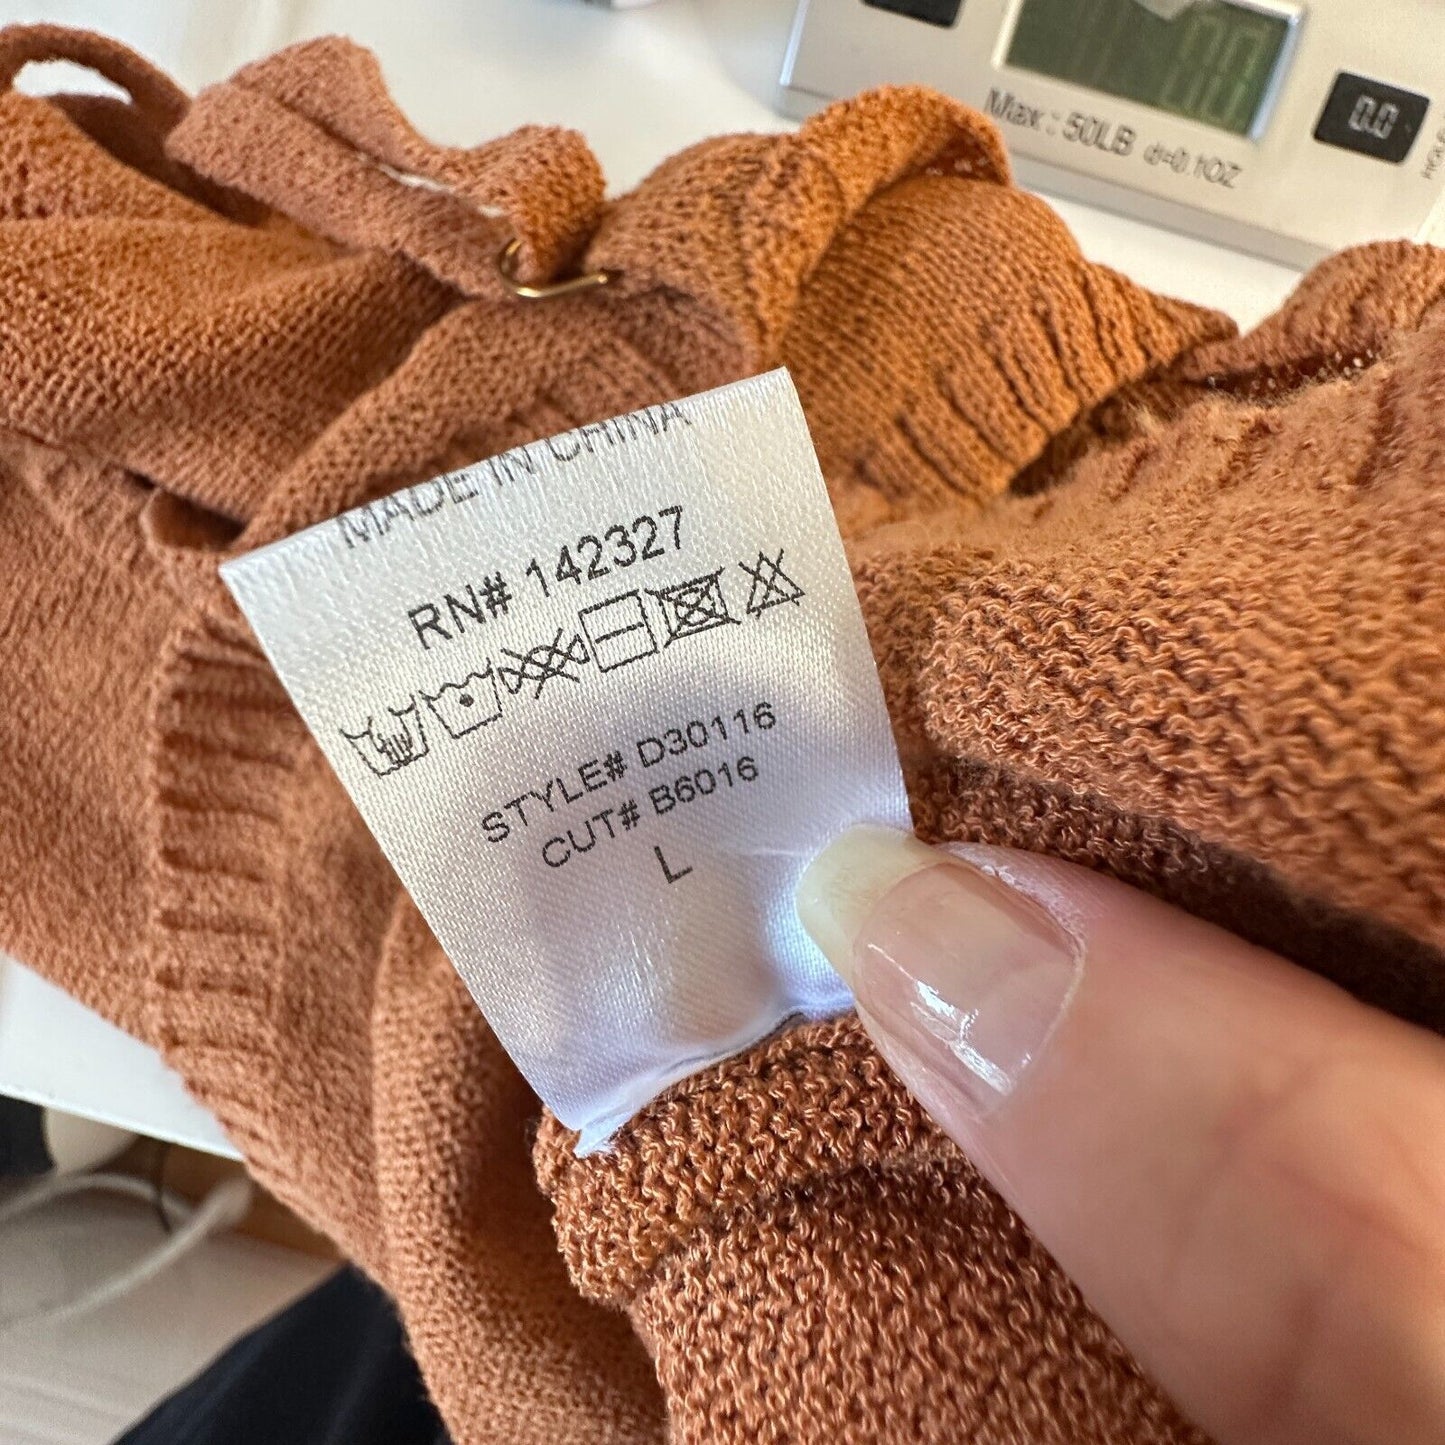 Max: 50LB d=0.1OZ
0.0
MADE IN CHINA
RN# 142327
STYLE# D30116
CUT# B6016
L